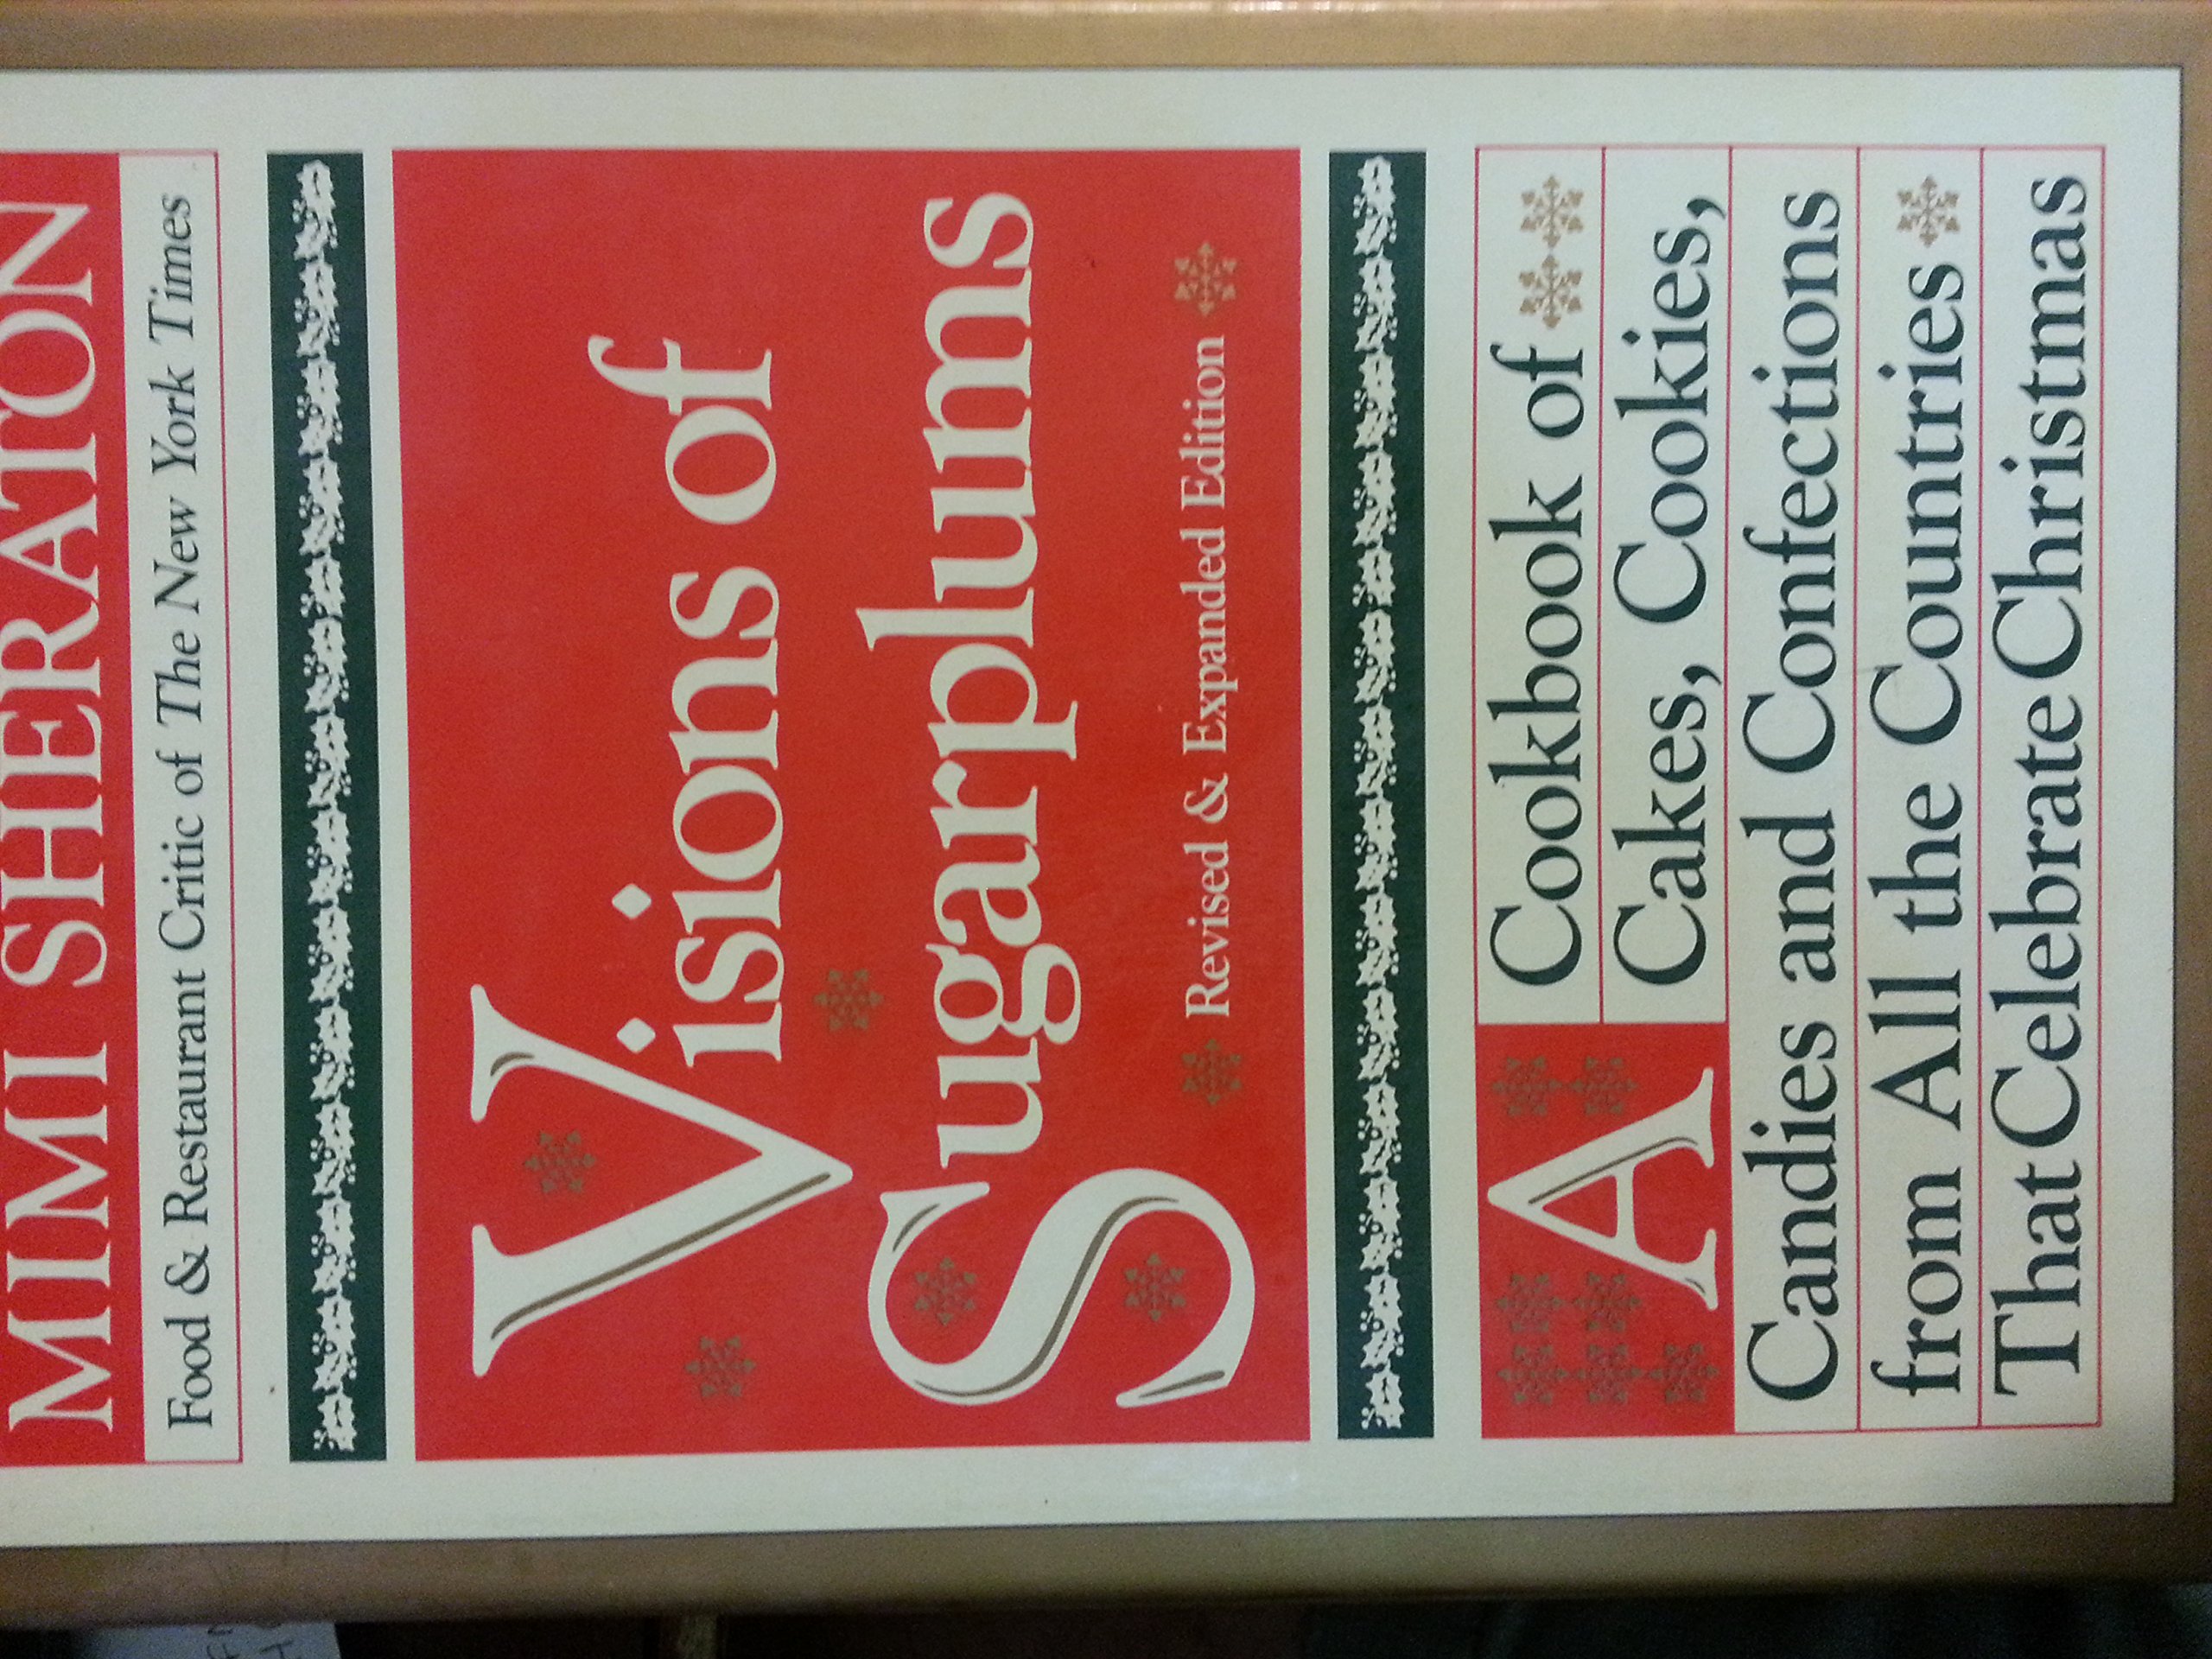 MIMI SHERATON
Food & Restaurant Critic of The New York Times
Visions of
Sugarplums
Revised & Expanded Edition
A Cookbook of
Cakes, Cookies,
Candies and Confections
from All the Countries
That Celebrate Christmas